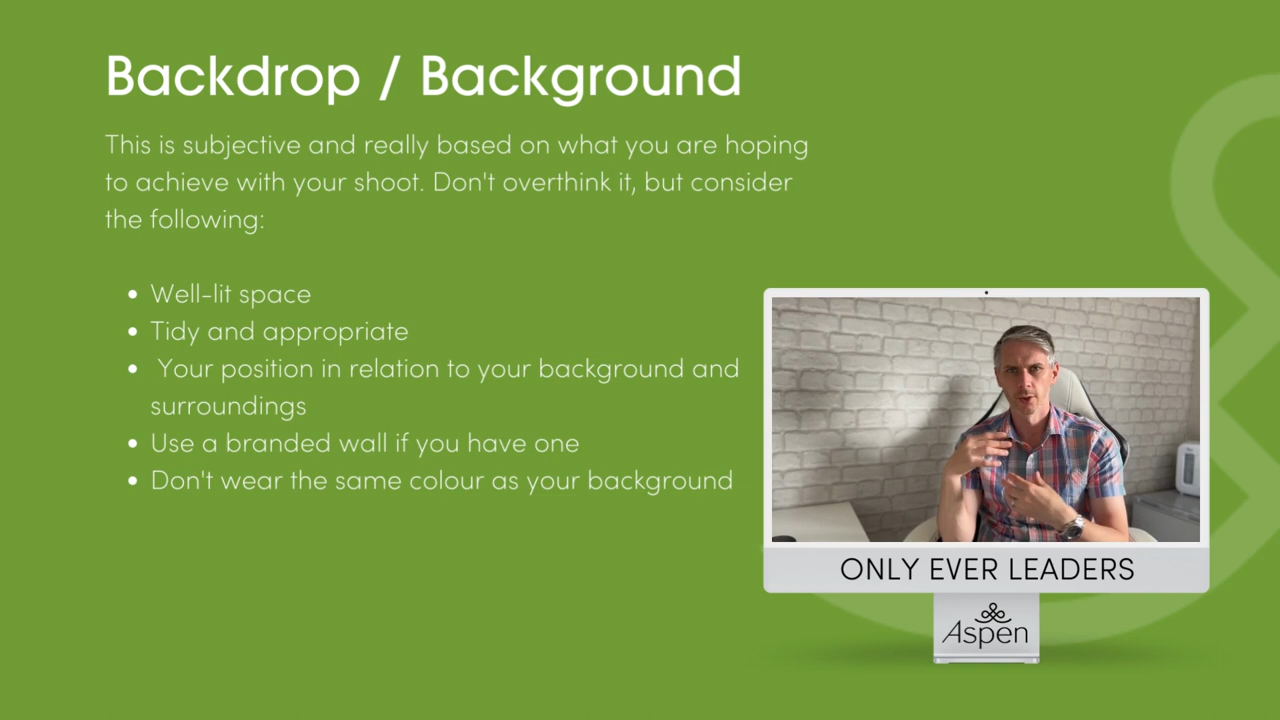 Backdrop / Background
This is subjective and really based on what you are hoping
to achieve with your shoot. Don't overthink it, but consider
the following:
• Well-lit space
• Tidy and appropriate
• Your position in relation to your background and
surroundings
• Use a branded wall if you have one
• Don't wear the same colour as your background
ONLY EVER LEADERS
Aspen